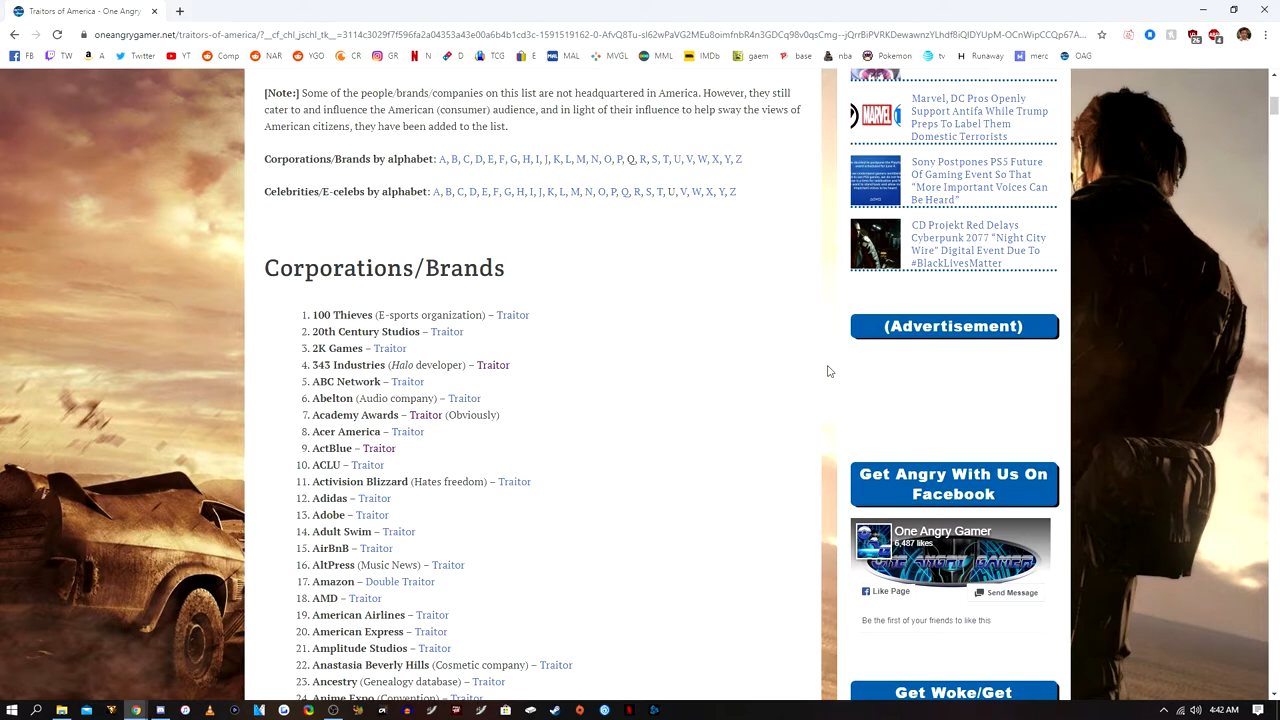 Traitors of America - One Angry
oneangrygamer.net/traitors-of-america/?__cf_chl_jschl_tk__=3114c3029f7f596fa2a04353a43e00a6b4b1cd3c-1591519162-0-AfvQ8Tu-sl62wPaVG2MEu8oimfnbR4n3GDCq98v0qsCmg--jQrrBiPVRKDewawnzYLhdf8iQlDYUpM-OCnWipCCQp67A...
FB TW a Twitter YT Comp NAR YGO CR GR N D TCG E MAL MVGL MML IMDb gaem base nba Pokemon tv Runaway merc OAG
[Note:] Some of the people/brands/companies on this list are not headquartered in America. However, they still
cater to and influence the American (consumer) audience, and in light of their influence to help sway the views of
American citizens, they have been added to the list.
Corporations/Brands by alphabet: A, B, C, D, E, F, G, H, I, J, K, L, M, N, O, P, Q, R, S, T, U, V, W, X, Y, Z
Celebrities/E-celebs by alphabet: A, B, C, D, E, F, G, H, I, J, K, L, M, N, O, P, Q, R, S, T, U, V, W, X, Y, Z
Corporations/Brands
1. 100 Thieves (E-sports organization) – Traitor
2. 20th Century Studios – Traitor
3. 2K Games – Traitor
4. 343 Industries (Halo developer) – Traitor
5. ABC Network – Traitor
6. Abelton (Audio company) – Traitor
7. Academy Awards – Traitor (Obviously)
8. Acer America – Traitor
9. ActBlue – Traitor
10. ACLU – Traitor
11. Activision Blizzard (Hates freedom) – Traitor
12. Adidas – Traitor
13. Adobe – Traitor
14. Adult Swim – Traitor
15. AirBnB – Traitor
16. AltPress (Music News) – Traitor
17. Amazon – Double Traitor
18. AMD – Traitor
19. American Airlines – Traitor
20. American Express – Traitor
21. Amplitude Studios – Traitor
22. Anastasia Beverly Hills (Cosmetic company) – Traitor
23. Ancestry (Genealogy database) – Traitor
24. Anime Expo (Convention) – Traitor
Marvel, DC Pros Openly
Support Antifa While Trump
Preps To Label Them
Domestic Terrorists
MARVEL
Sony Postpones PS5 Future
Of Gaming Event So That
“More Important Voices Can
Be Heard”
CD Projekt Red Delays
Cyberpunk 2077 “Night City
Wire” Digital Event Due To
#BlackLivesMatter
(Advertisement)
Get Angry With Us On
Facebook
One Angry Gamer
6,487 likes
ONE ANGRY GAMER
Like Page
Send Message
Be the first of your friends to like this
Get Woke/Get
4:42 AM